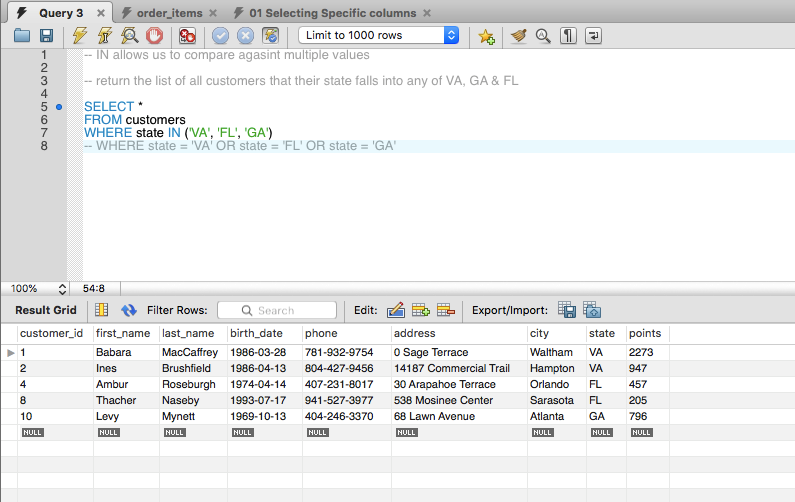 Query 3
order_items
01 Selecting Specific columns
Limit to 1000 rows
1 -- IN allows us to compare agasint multiple values
2
3 -- return the list of all customers that their state falls into any of VA, GA & FL
4
5 SELECT *
6 FROM customers
7 WHERE state IN ('VA', 'FL', 'GA')
8 -- WHERE state = 'VA' OR state = 'FL' OR state = 'GA'
100% 54:8
Result Grid Filter Rows: Search Edit: Export/Import:
customer_id first_name last_name birth_date phone address city state points
1 Babara MacCaffrey 1986-03-28 781-932-9754 0 Sage Terrace Waltham VA 2273
2 Ines Brushfield 1986-04-13 804-427-9456 14187 Commercial Trail Hampton VA 947
4 Ambur Roseburgh 1974-04-14 407-231-8017 30 Arapahoe Terrace Orlando FL 457
8 Thacher Naseby 1993-07-17 941-527-3977 538 Mosinee Center Sarasota FL 205
10 Levy Mynett 1969-10-13 404-246-3370 68 Lawn Avenue Atlanta GA 796
NULL NULL NULL NULL NULL NULL NULL NULL NULL